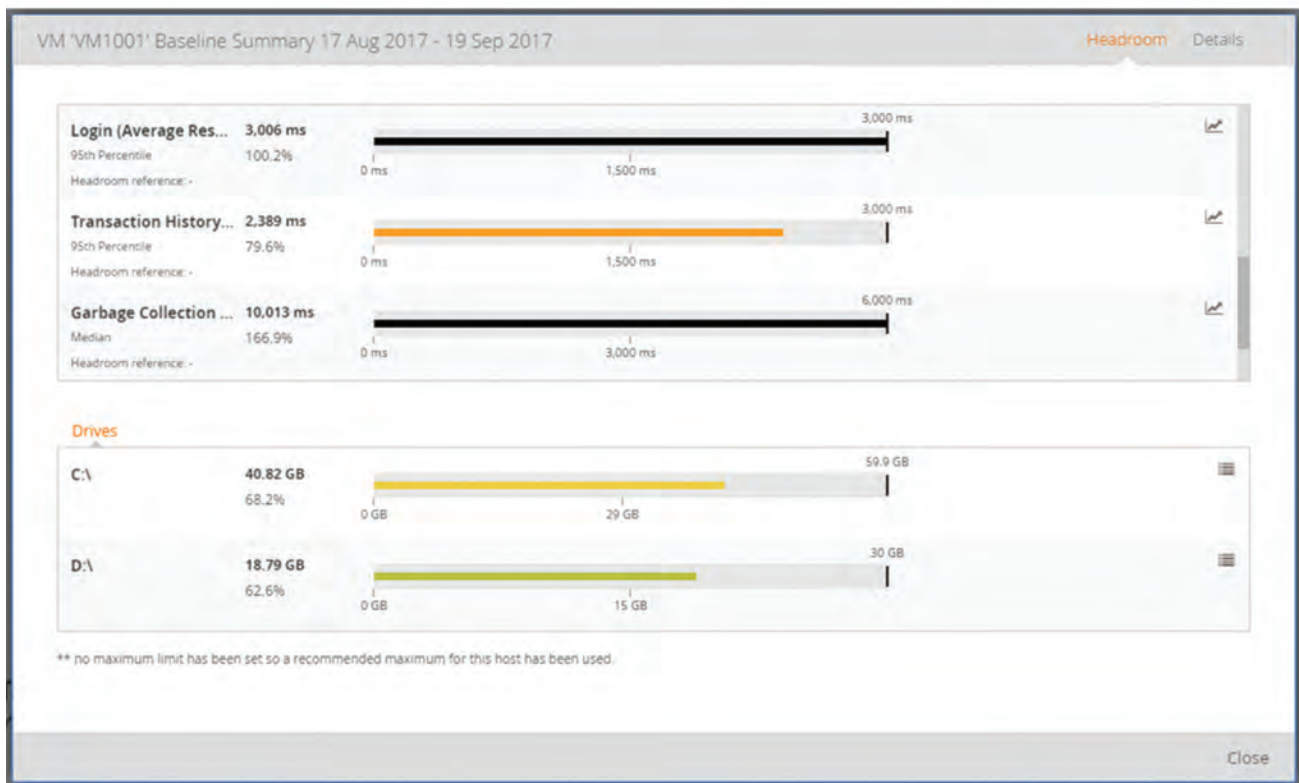 VM 'VM1001' Baseline Summary 17 Aug 2017 - 19 Sep 2017 Headroom Details
Login (Average Res... 3,006 ms 3,000 ms
95th Percentile 100.2%
0 ms 1,500 ms
Headroom reference: -
Transaction History... 2,389 ms 3,000 ms
95th Percentile 79.6%
0 ms 1,500 ms
Headroom reference: -
Garbage Collection ... 10,013 ms 6,000 ms
Median 166.9%
0 ms 3,000 ms
Headroom reference: -
Drives
C:\ 40.82 GB 59.9 GB
68.2%
0 GB 29 GB
D:\ 18.79 GB 30 GB
62.6%
0 GB 15 GB
** no maximum limit has been set so a recommended maximum for this host has been used.
Close